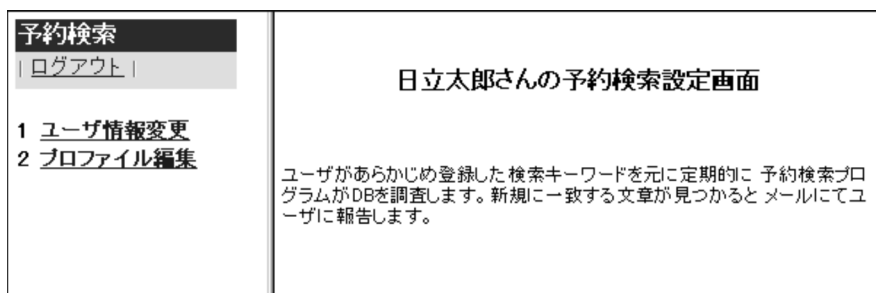 予約検索
| ログアウト |
1 ユーザ情報変更
2 プロファイル編集
日立太郎さんの予約検索設定画面
ユーザがあらかじめ登録した検索キーワードを元に定期的に 予約検索プロ
グラムがDBを調査します。新規に一致する文章が見つかると メールにてユ
ーザに報告します。